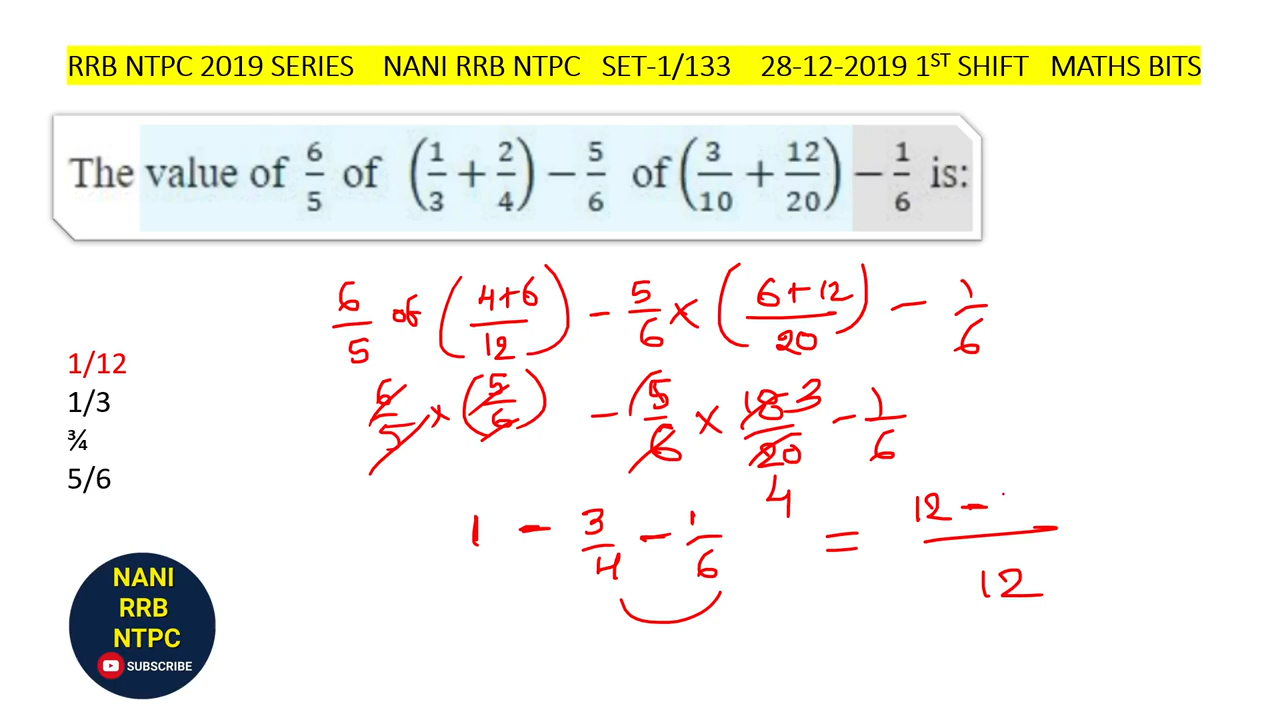 RRB NTPC 2019 SERIES NANI RRB NTPC SET-1/133 28-12-2019 1ST SHIFT MATHS BITS
The value of 6/5 of (1/3 + 2/4) − 5/6 of (3/10 + 12/20) − 1/6 is:
6/5 of (4+6/12) − 5/6 × (6+12/20) − 1/6
1/12
1/3
¾
5/6
6/5 × (5/6) − (5/6 × 18/20 3 4 − 1/6
1 − 3/4 − 1/6 = 12 − /12
NANI
RRB
NTPC
SUBSCRIBE